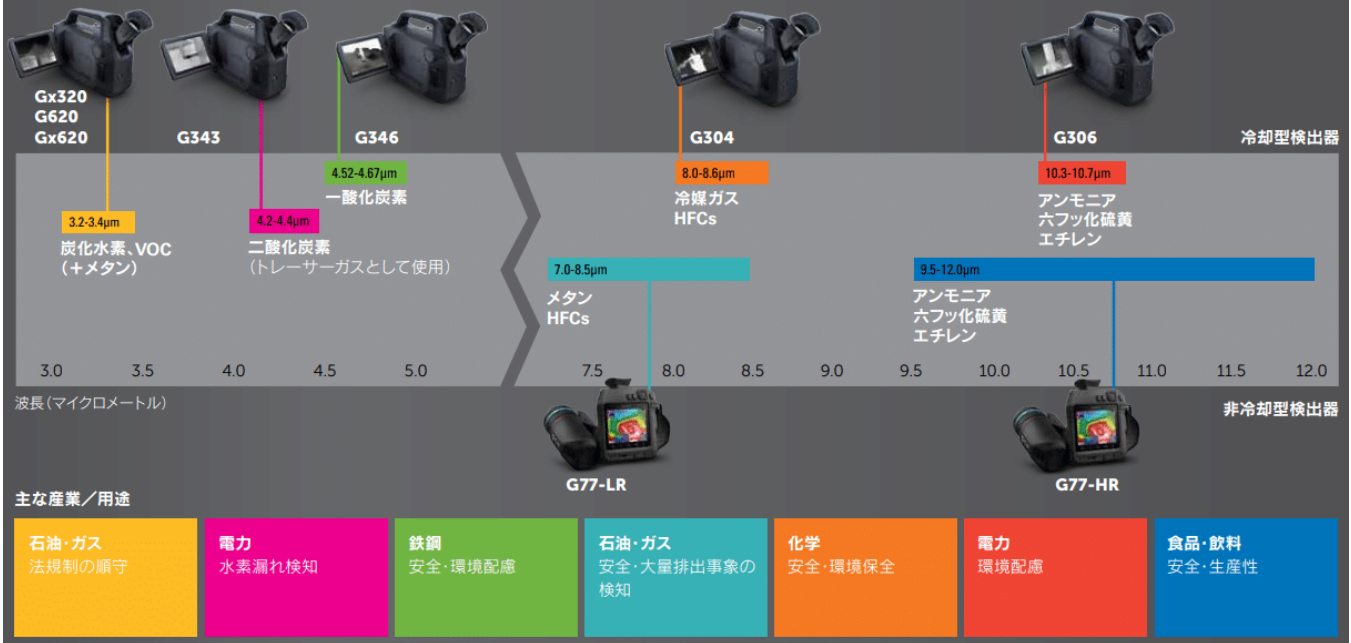 Gx320
G620
Gx620
G343
G346
G304
G306
冷却型検出器
4.52-4.67μm
一酸化炭素
8.0-8.6μm
冷媒ガス
HFCs
10.3-10.7μm
アンモニア
六フッ化硫黄
エチレン
3.2-3.4μm
炭化水素、VOC
(+メタン)
4.2-4.4μm
二酸化炭素
(トレーサーガスとして使用)
7.0-8.5μm
メタン
HFCs
9.5-12.0μm
アンモニア
六フッ化硫黄
エチレン
3.0 3.5 4.0 4.5 5.0 7.5 8.0 8.5 9.0 9.5 10.0 10.5 11.0 11.5 12.0
波長(マイクロメートル)
非冷却型検出器
G77-LR
G77-HR
主な産業/用途
石油・ガス
法規制の順守
電力
水素漏れ検知
鉄鋼
安全・環境配慮
石油・ガス
安全・大量排出事象の
検知
化学
安全・環境保全
電力
環境配慮
食品・飲料
安全・生産性